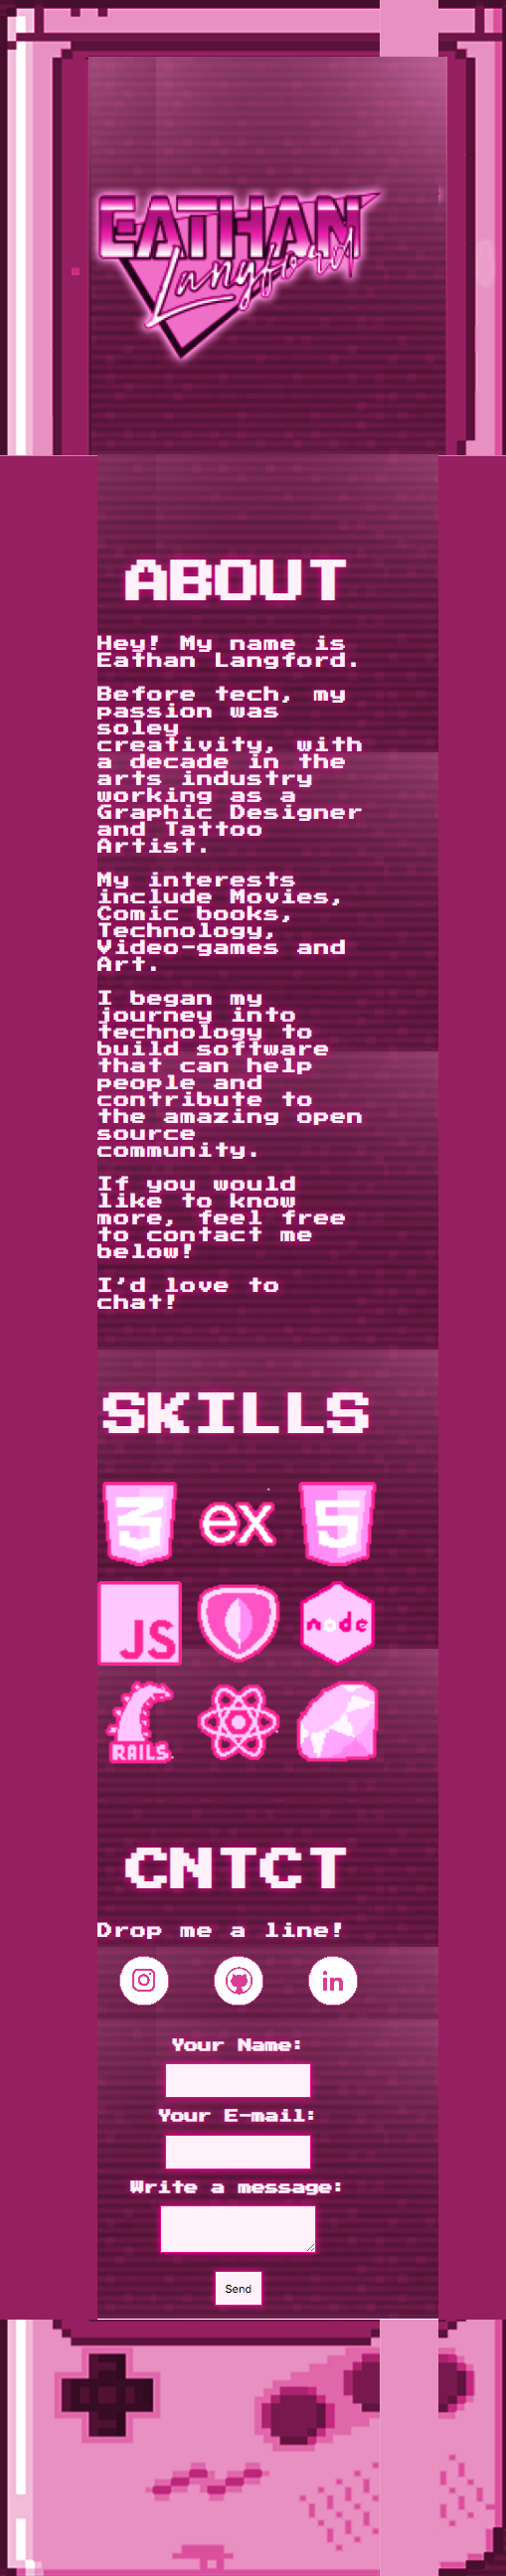 EATHAN
Langford
ABOUT
Hey! My name is
Eathan Langford.
Before tech, my
passion was
soley
creativity, with
a decade in the
arts industry
working as a
Graphic Designer
and Tattoo
Artist.
My interests
include Movies,
Comic books,
Technology,
Video-games and
Art.
I began my
journey into
technology to
build software
that can help
people and
contribute to
the amazing open
source
community.
If you would
like to know
more, feel free
to contact me
below!
I'd love to
chat!
SKILLS
3 ex 5
JS node
RAILS
CNTCT
Drop me a line!
in
Your Name:
Your E-mail:
Write a message:
Send